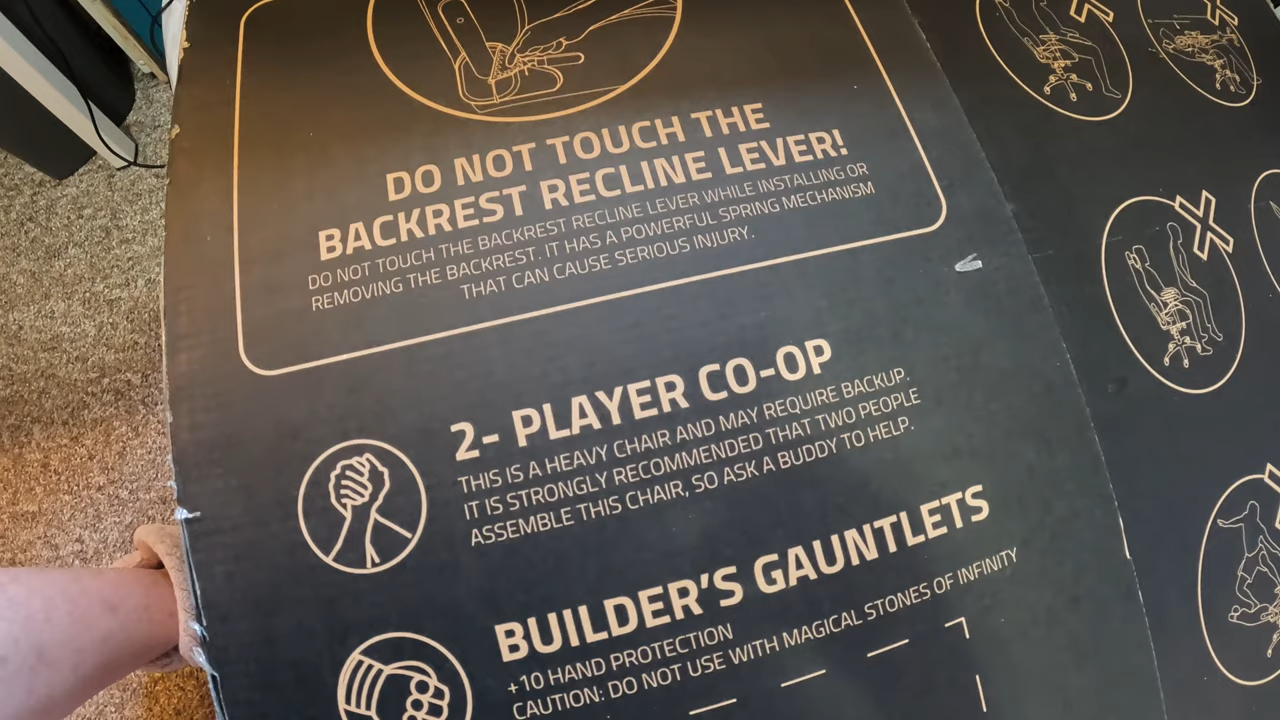 DO NOT TOUCH THE
BACKREST RECLINE LEVER!
DO NOT TOUCH THE BACKREST RECLINE LEVER WHILE INSTALLING OR
REMOVING THE BACKREST. IT HAS A POWERFUL SPRING MECHANISM
THAT CAN CAUSE SERIOUS INJURY.
2- PLAYER CO-OP
THIS IS A HEAVY CHAIR AND MAY REQUIRE BACKUP.
IT IS STRONGLY RECOMMENDED THAT TWO PEOPLE
ASSEMBLE THIS CHAIR, SO ASK A BUDDY TO HELP.
BUILDER'S GAUNTLETS
+10 HAND PROTECTION
CAUTION: DO NOT USE WITH MAGICAL STONES OF INFINITY